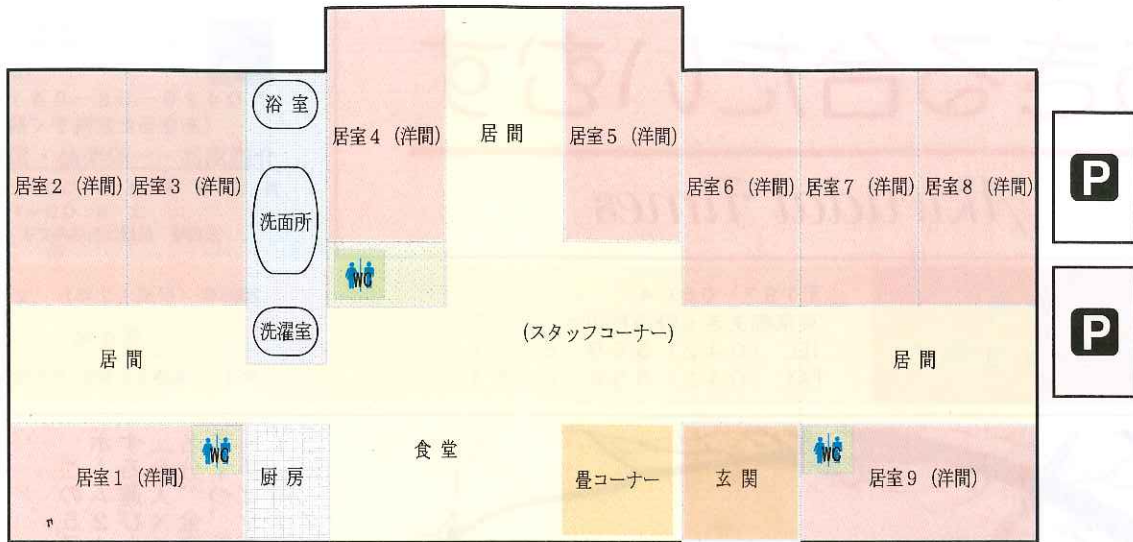 浴 室
居室4 (洋間)
居 間
居室5 (洋間)
居室2 (洋間)
居室3 (洋間)
洗面所
居室6 (洋間)
居室7 (洋間)
居室8 (洋間)
P
WC
洗濯室
(スタッフコーナー)
P
居 間
居 間
居室1 (洋間)
WC
厨 房
食 堂
畳コーナー
玄 関
WC
居室9 (洋間)